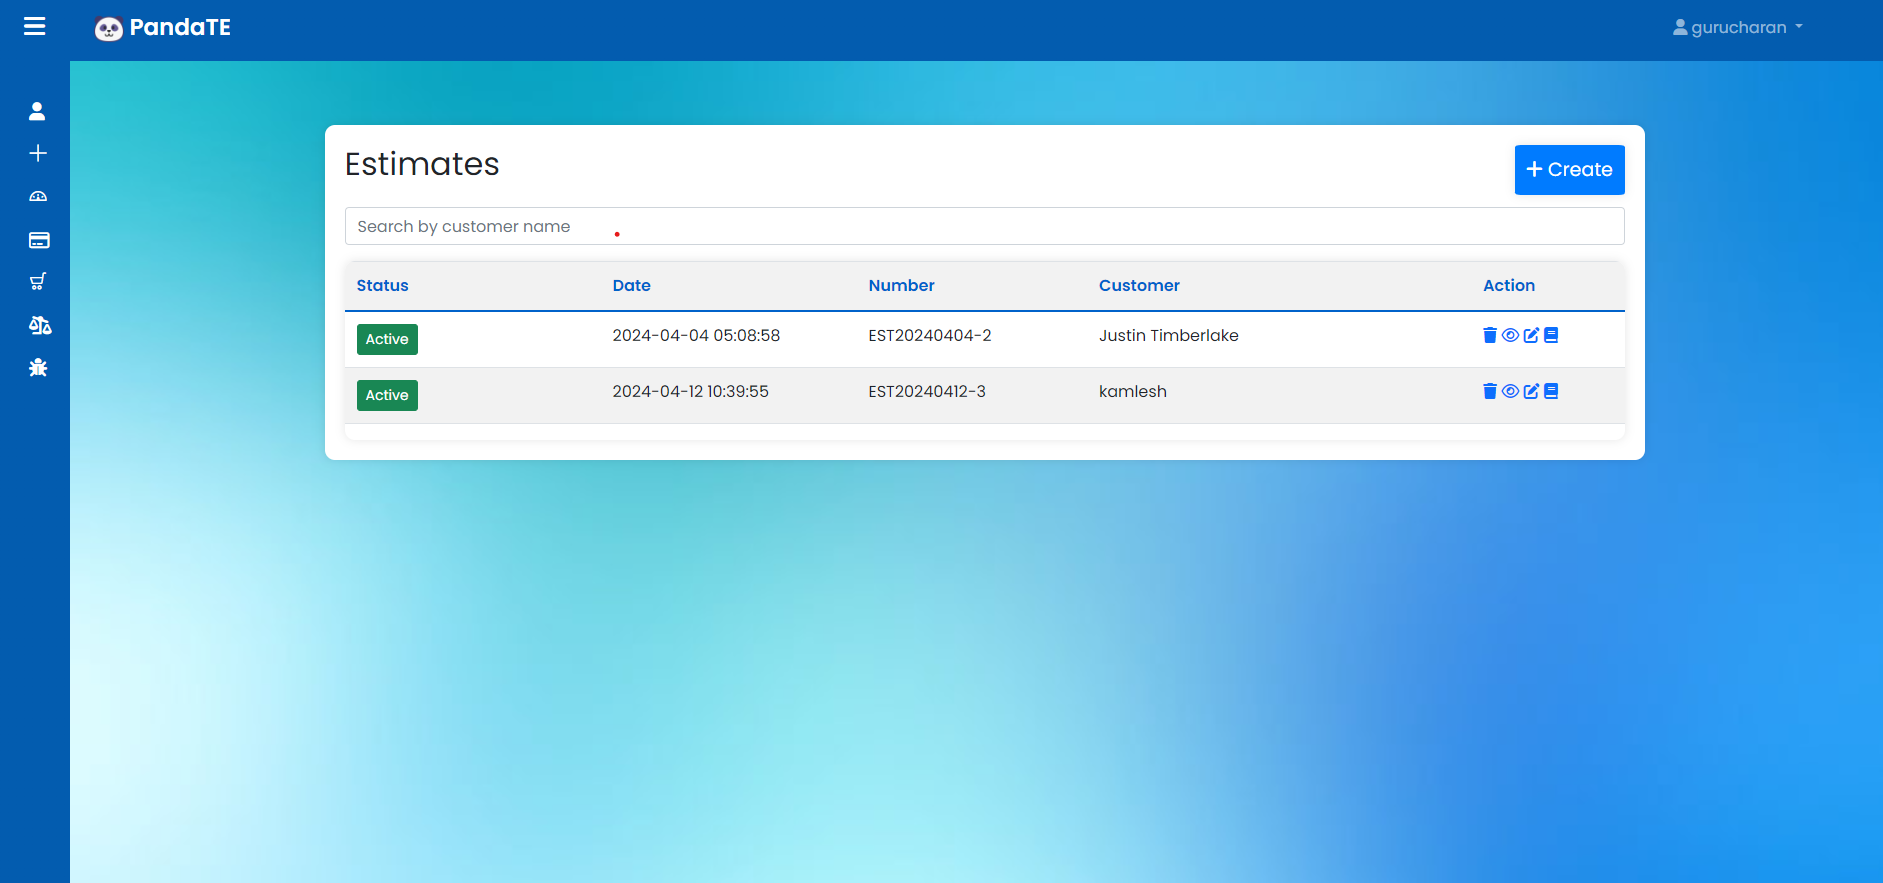 PandaTE
gurucharan
Estimates
Create
Search by customer name
Status Date Number Customer Action
Active 2024-04-04 05:08:58 EST20240404-2 Justin Timberlake
Active 2024-04-12 10:39:55 EST20240412-3 kamlesh